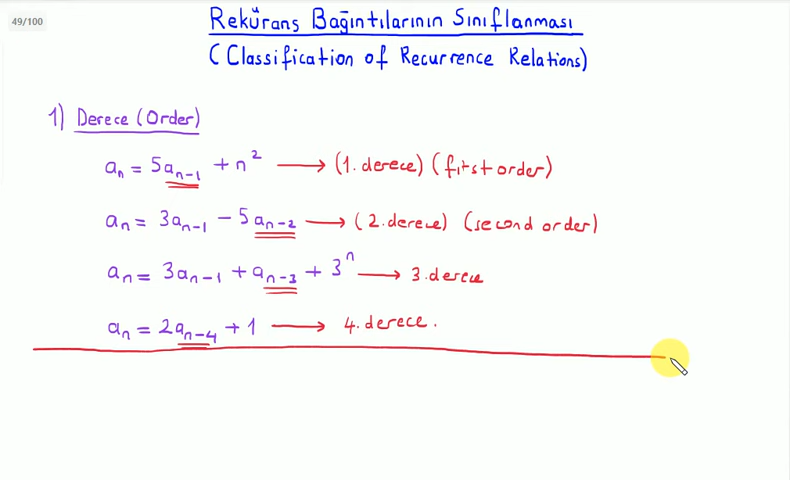 49/100
Rekürans Bağıntılarının Sınıflanması
(Classification of Recurrence Relations)
1) Derece (Order)
aₙ = 5aₙ₋₁ + n² ⟶ (1. derece) (first order)
aₙ = 3aₙ₋₁ - 5aₙ₋₂ ⟶ (2. derece) (second order)
aₙ = 3aₙ₋₁ + aₙ₋₃ + 3ⁿ ⟶ 3. derece
aₙ = 2aₙ₋₄ + 1 ⟶ 4. derece.